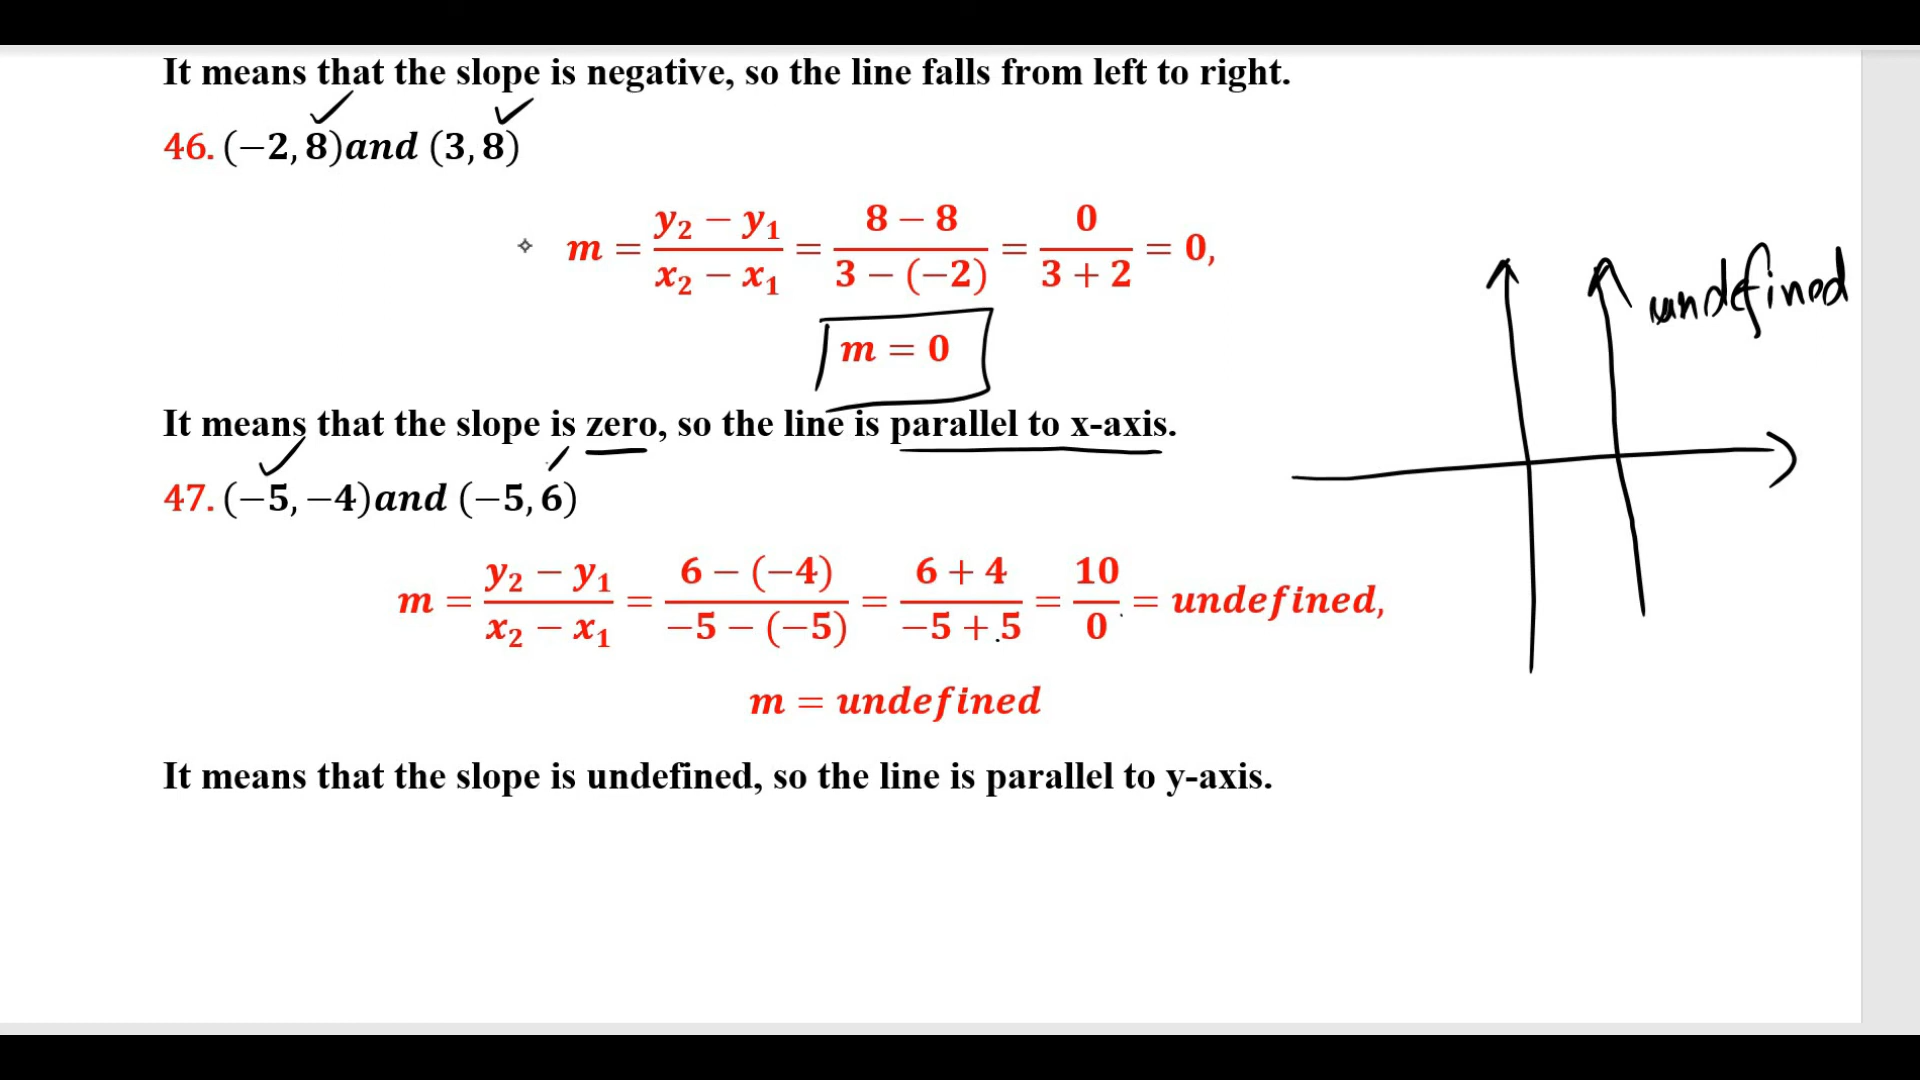 It means that the slope is negative, so the line falls from left to right.
46. (−2, 8)and (3, 8)
m = y₂ − y₁ / x₂ − x₁ = 8 − 8 / 3 − (−2) = 0 / 3 + 2 = 0,
undefined
m = 0
It means that the slope is zero, so the line is parallel to x-axis.
47. (−5, −4)and (−5, 6)
m = y₂ − y₁ / x₂ − x₁ = 6 − (−4) / −5 − (−5) = 6 + 4 / −5 + 5 = 10 / 0 = undefined,
m = undefined
It means that the slope is undefined, so the line is parallel to y-axis.